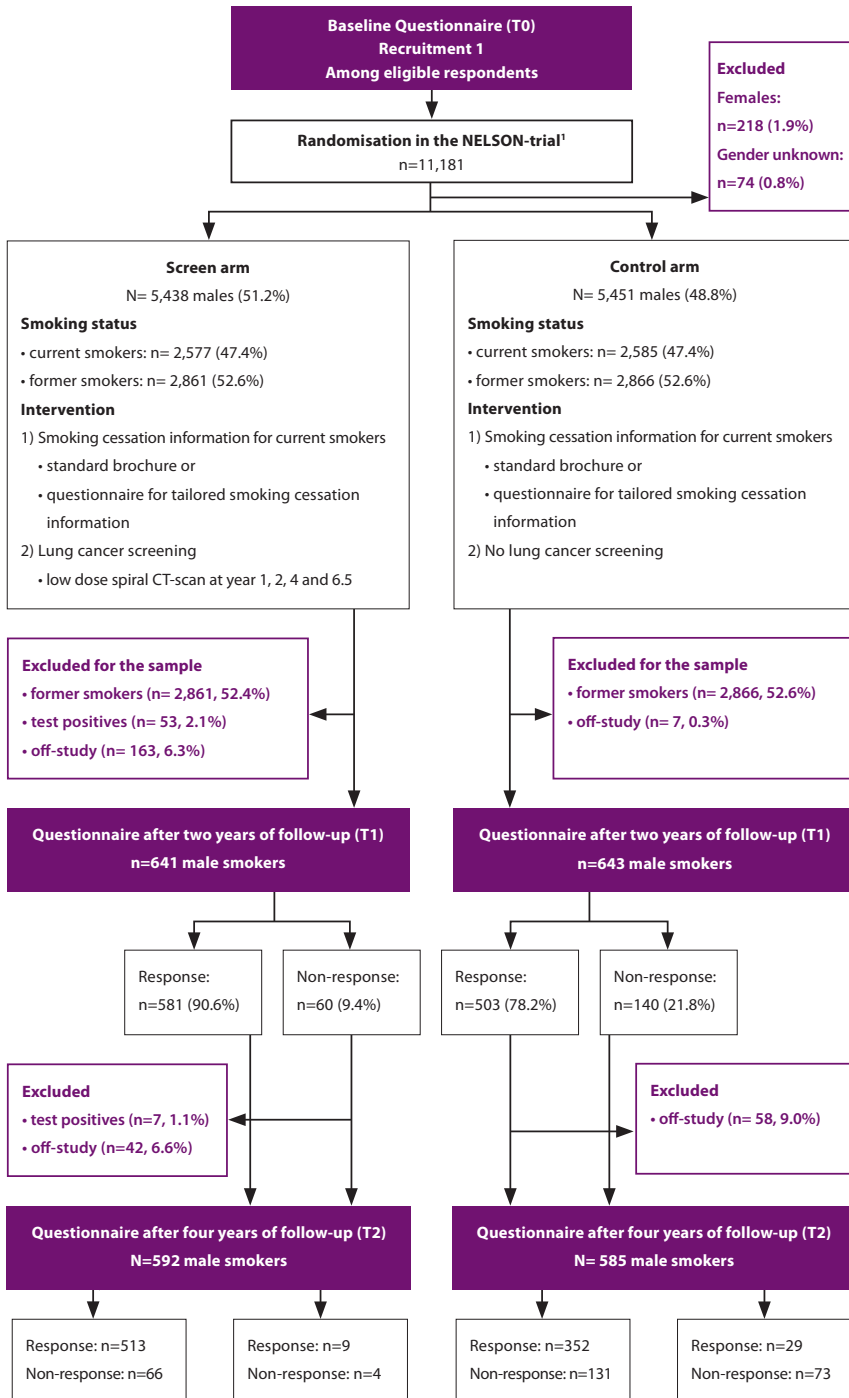 Baseline Questionnaire (T0)
Recruitment 1
Among eligible respondents
Excluded
Females:
n=218 (1.9%)
Gender unknown:
n=74 (0.8%)
Randomisation in the NELSON-trial¹
n=11,181
Screen arm
N= 5,438 males (51.2%)
Smoking status
• current smokers: n= 2,577 (47.4%)
• former smokers: n= 2,861 (52.6%)
Intervention
1) Smoking cessation information for current smokers
• standard brochure or
• questionnaire for tailored smoking cessation
information
2) Lung cancer screening
• low dose spiral CT-scan at year 1, 2, 4 and 6.5
Control arm
N= 5,451 males (48.8%)
Smoking status
• current smokers: n= 2,585 (47.4%)
• former smokers: n= 2,866 (52.6%)
Intervention
1) Smoking cessation information for current smokers
• standard brochure or
• questionnaire for tailored smoking cessation
information
2) No lung cancer screening
Excluded for the sample
• former smokers (n= 2,861, 52.4%)
• test positives (n= 53, 2.1%)
• off-study (n= 163, 6.3%)
Excluded for the sample
• former smokers (n= 2,866, 52.6%)
• off-study (n= 7, 0.3%)
Questionnaire after two years of follow-up (T1)
n=641 male smokers
Questionnaire after two years of follow-up (T1)
n=643 male smokers
Response:
n=581 (90.6%)
Non-response:
n=60 (9.4%)
Response:
n=503 (78.2%)
Non-response:
n=140 (21.8%)
Excluded
• test positives (n=7, 1.1%)
• off-study (n=42, 6.6%)
Excluded
• off-study (n= 58, 9.0%)
Questionnaire after four years of follow-up (T2)
N=592 male smokers
Questionnaire after four years of follow-up (T2)
N= 585 male smokers
Response: n=513
Non-response: n=66
Response: n=9
Non-response: n=4
Response: n=352
Non-response: n=131
Response: n=29
Non-response: n=73